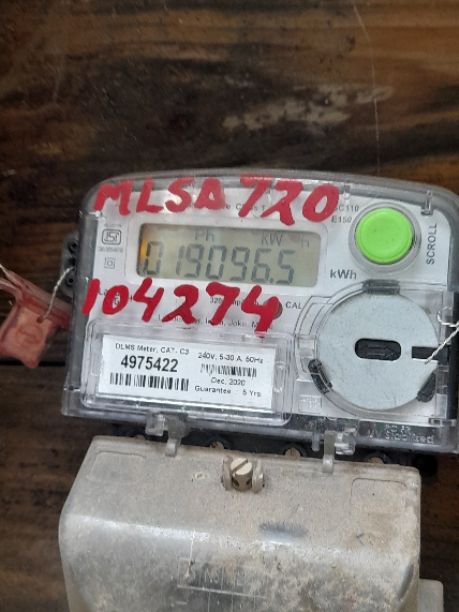 MLSA 720
E150
SCROLL
Ph kW h
019096.5
kWh
CAL
104274
DLMS Meter, CAT- C3
240V, 5-30 A, 50Hz
4975422
Dec, 2020
Guarantee 5 Yrs